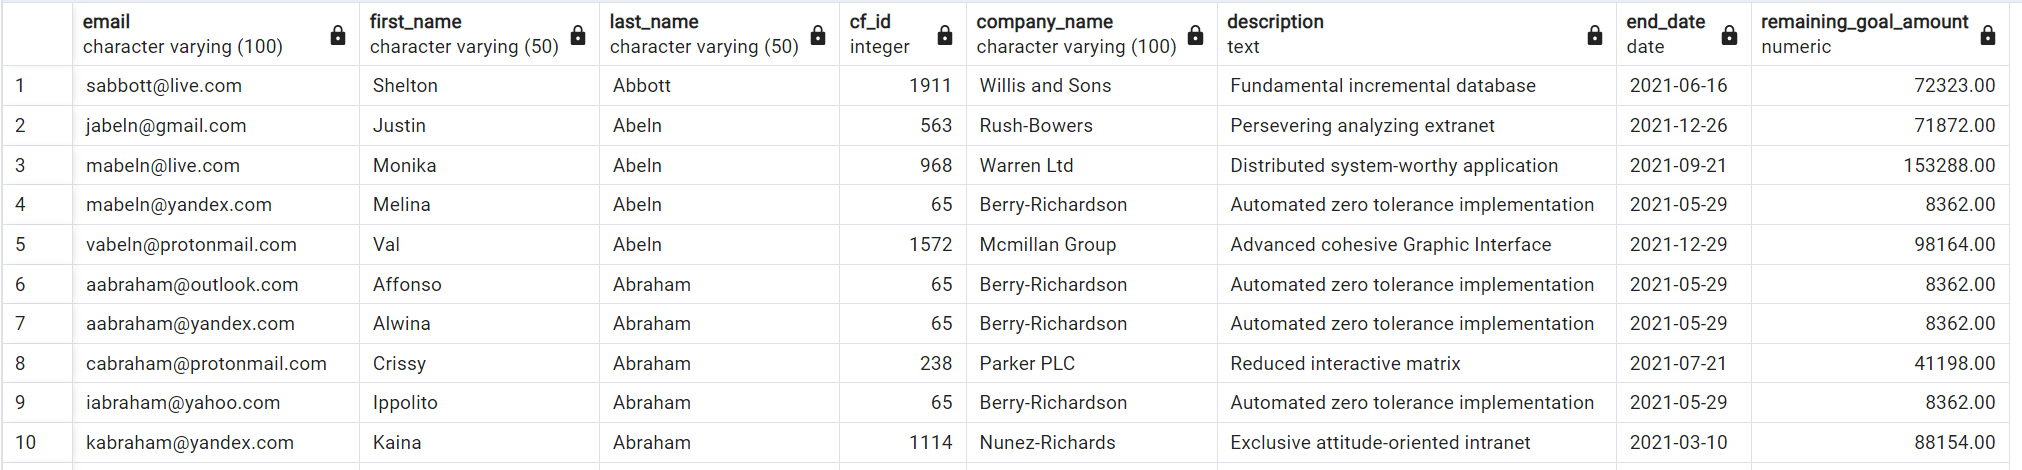 email first_name last_name cf_id company_name description end_date remaining_goal_amount
character varying (100) character varying (50) character varying (50) integer character varying (100) text date numeric
1 sabbott@live.com Shelton Abbott 1911 Willis and Sons Fundamental incremental database 2021-06-16 72323.00
2 jabeln@gmail.com Justin Abeln 563 Rush-Bowers Persevering analyzing extranet 2021-12-26 71872.00
3 mabeln@live.com Monika Abeln 968 Warren Ltd Distributed system-worthy application 2021-09-21 153288.00
4 mabeln@yandex.com Melina Abeln 65 Berry-Richardson Automated zero tolerance implementation 2021-05-29 8362.00
5 vabeln@protonmail.com Val Abeln 1572 Mcmillan Group Advanced cohesive Graphic Interface 2021-12-29 98164.00
6 aabraham@outlook.com Affonso Abraham 65 Berry-Richardson Automated zero tolerance implementation 2021-05-29 8362.00
7 aabraham@yandex.com Alwina Abraham 65 Berry-Richardson Automated zero tolerance implementation 2021-05-29 8362.00
8 cabraham@protonmail.com Crissy Abraham 238 Parker PLC Reduced interactive matrix 2021-07-21 41198.00
9 iabraham@yahoo.com Ippolito Abraham 65 Berry-Richardson Automated zero tolerance implementation 2021-05-29 8362.00
10 kabraham@yandex.com Kaina Abraham 1114 Nunez-Richards Exclusive attitude-oriented intranet 2021-03-10 88154.00